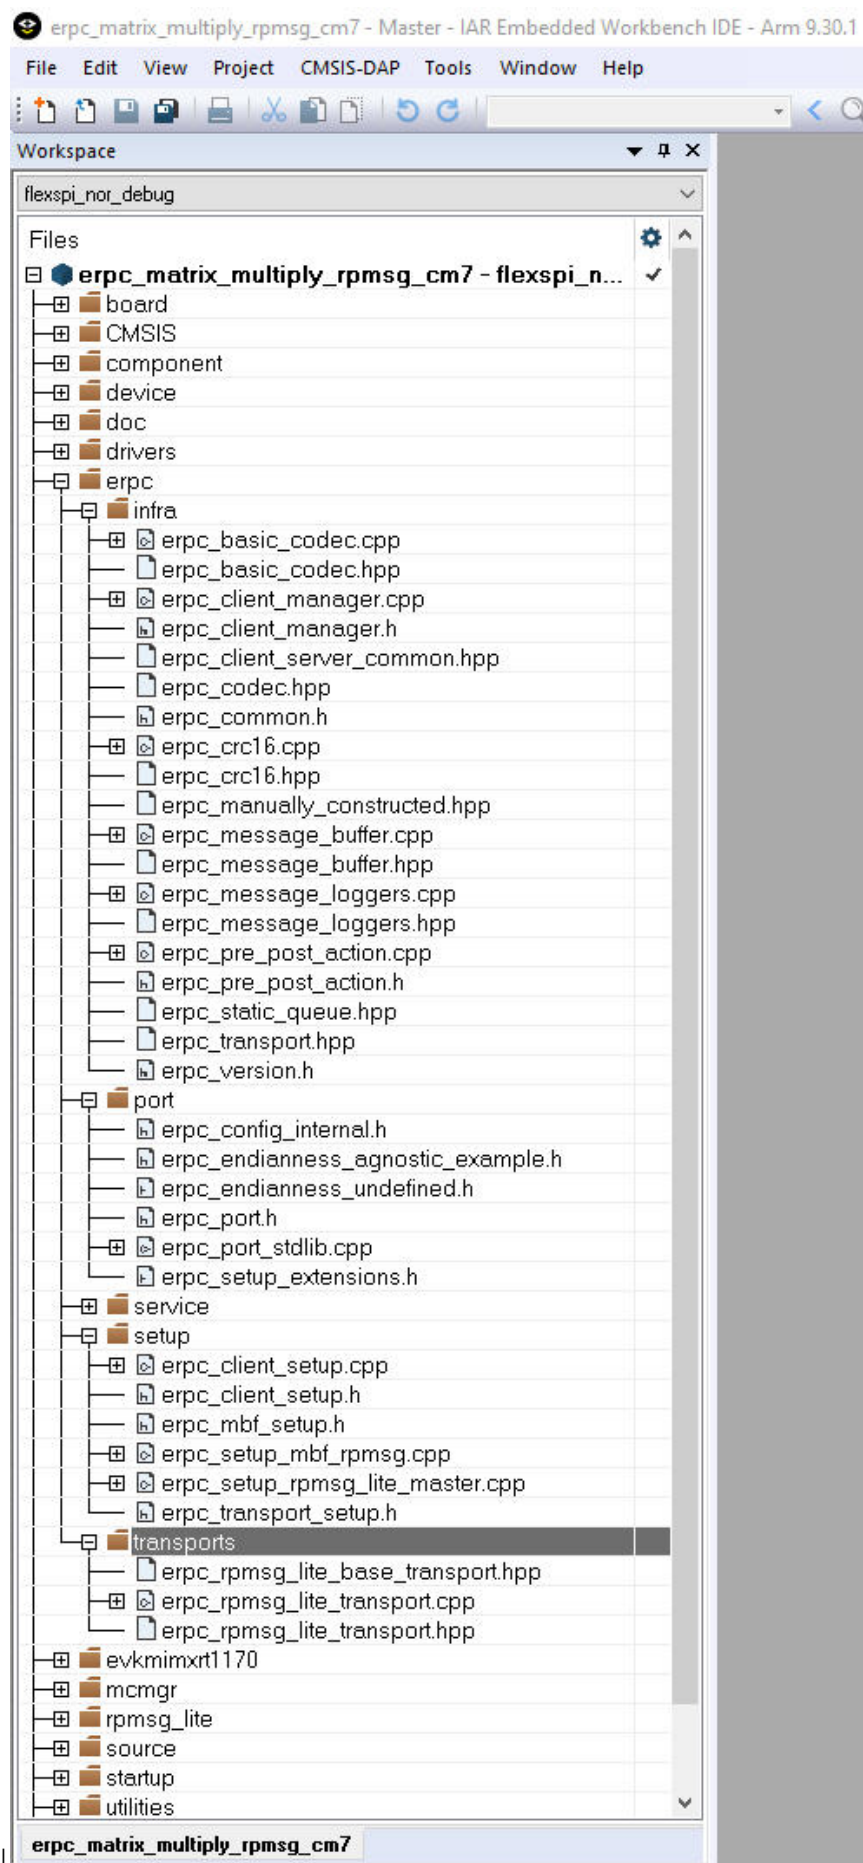 erpc_matrix_multiply_rpmsg_cm7 - Master - IAR Embedded Workbench IDE - Arm 9.30.1
File Edit View Project CMSIS-DAP Tools Window Help
Workspace
flexspi_nor_debug
Files
erpc_matrix_multiply_rpmsg_cm7 - flexspi_n...
board
CMSIS
component
device
doc
drivers
erpc
infra
erpc_basic_codec.cpp
erpc_basic_codec.hpp
erpc_client_manager.cpp
erpc_client_manager.h
erpc_client_server_common.hpp
erpc_codec.hpp
erpc_common.h
erpc_crc16.cpp
erpc_crc16.hpp
erpc_manually_constructed.hpp
erpc_message_buffer.cpp
erpc_message_buffer.hpp
erpc_message_loggers.cpp
erpc_message_loggers.hpp
erpc_pre_post_action.cpp
erpc_pre_post_action.h
erpc_static_queue.hpp
erpc_transport.hpp
erpc_version.h
port
erpc_config_internal.h
erpc_endianness_agnostic_example.h
erpc_endianness_undefined.h
erpc_port.h
erpc_port_stdlib.cpp
erpc_setup_extensions.h
service
setup
erpc_client_setup.cpp
erpc_client_setup.h
erpc_mbf_setup.h
erpc_setup_mbf_rpmsg.cpp
erpc_setup_rpmsg_lite_master.cpp
erpc_transport_setup.h
transports
erpc_rpmsg_lite_base_transport.hpp
erpc_rpmsg_lite_transport.cpp
erpc_rpmsg_lite_transport.hpp
evkmimxrt1170
mcmgr
rpmsg_lite
source
startup
utilities
erpc_matrix_multiply_rpmsg_cm7